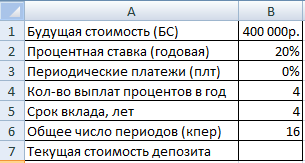 A B
1 Будущая стоимость (БС) 400 000р.
2 Процентная ставка (годовая) 20%
3 Периодические платежи (плт) 0%
4 Кол-во выплат процентов в год 4
5 Срок вклада, лет 4
6 Общее число периодов (кпер) 16
7 Текущая стоимость депозита